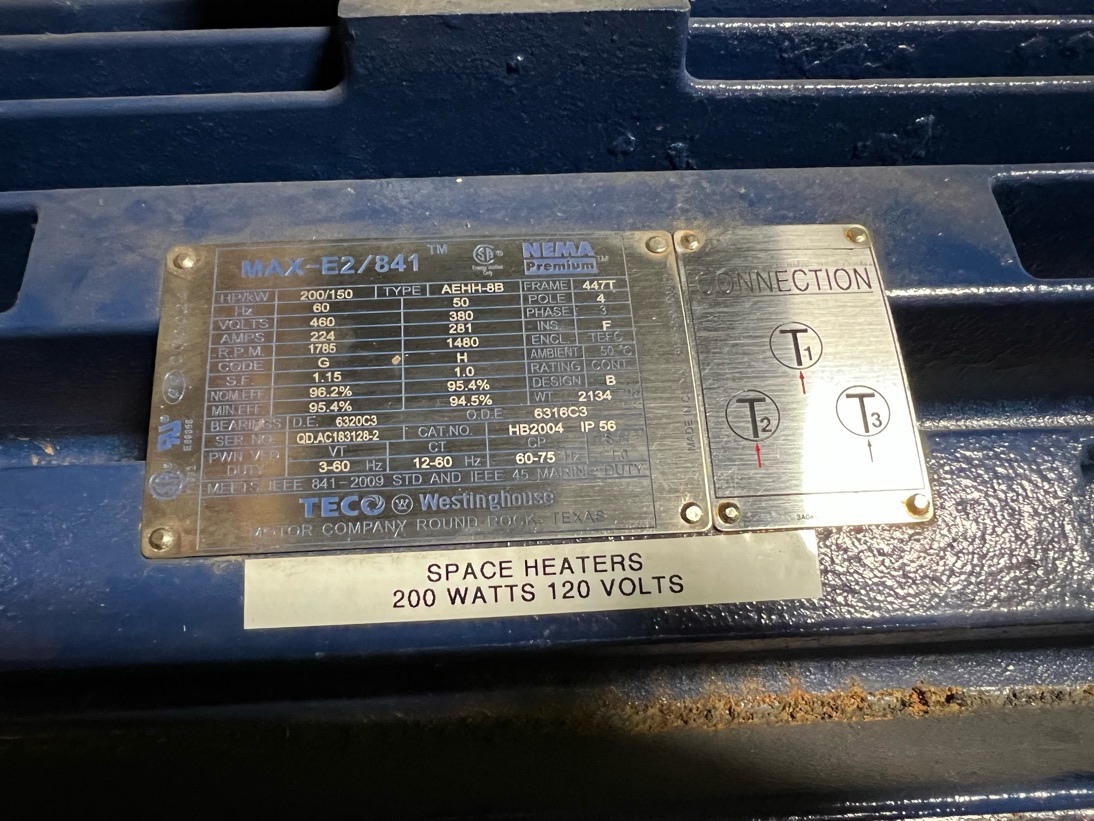 MAX-E2/841 ™
NEMA ™
Premium
HP/kW 200/150 TYPE AEHH-8B FRAME 447T
Hz 60 50 POLE 4
VOLTS 460 380 PHASE 3
AMPS 224 281 INS. F
R.P.M. 1785 1480 ENCL. TEFC
CODE G H AMBIENT 50 °C
S.F. 1.15 1.0 RATING CONT.
NOM.EFF 96.2% 95.4% DESIGN B
MIN.EFF 95.4% 94.5% WT 2134
BEARINGS D.E. 6320C3 O.D.E 6316C3
SER. NO. QD.AC183128-2 CAT.NO. HB2004 IP 56
PWN VFD VT CT CP
DUTY 3-60 Hz 12-60 Hz 60-75 Hz
MEETS IEEE 841-2009 STD AND IEEE 45 MARINE DUTY
TECO Westinghouse
MOTOR COMPANY ROUND ROCK, TEXAS
CONNECTION
T1
T2
T3
SPACE HEATERS
200 WATTS 120 VOLTS